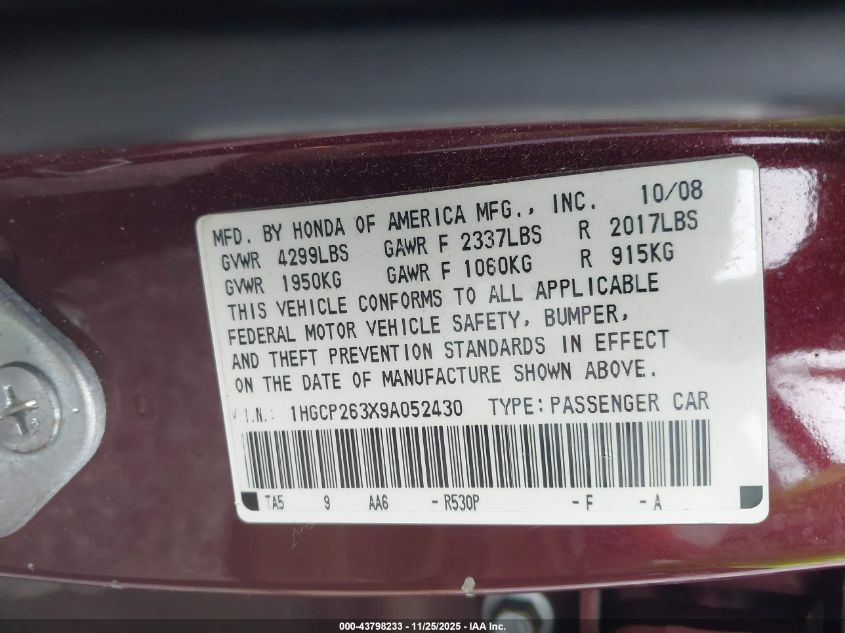 MFD. BY HONDA OF AMERICA MFG., INC. 10/08
GVWR 4299LBS GAWR F 2337LBS R 2017LBS
GVWR 1950KG GAWR F 1060KG R 915KG
THIS VEHICLE CONFORMS TO ALL APPLICABLE
FEDERAL MOTOR VEHICLE SAFETY, BUMPER,
AND THEFT PREVENTION STANDARDS IN EFFECT
ON THE DATE OF MANUFACTURE SHOWN ABOVE.
V.I.N.: 1HGCP263X9A052430 TYPE: PASSENGER CAR
TA5 9 AA6 - R530P - F - A
000-43798233 - 11/25/2025 - IAA Inc.